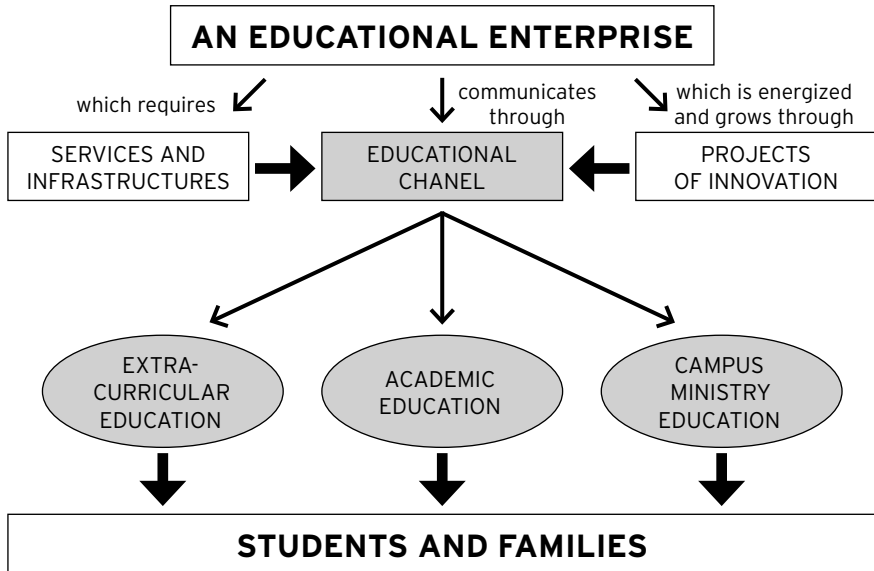 AN EDUCATIONAL ENTERPRISE
which requires
communicates
through
which is energized
and grows through
SERVICES AND
INFRASTRUCTURES
EDUCATIONAL
CHANEL
PROJECTS
OF INNOVATION
EXTRA-
CURRICULAR
EDUCATION
ACADEMIC
EDUCATION
CAMPUS
MINISTRY
EDUCATION
STUDENTS AND FAMILIES